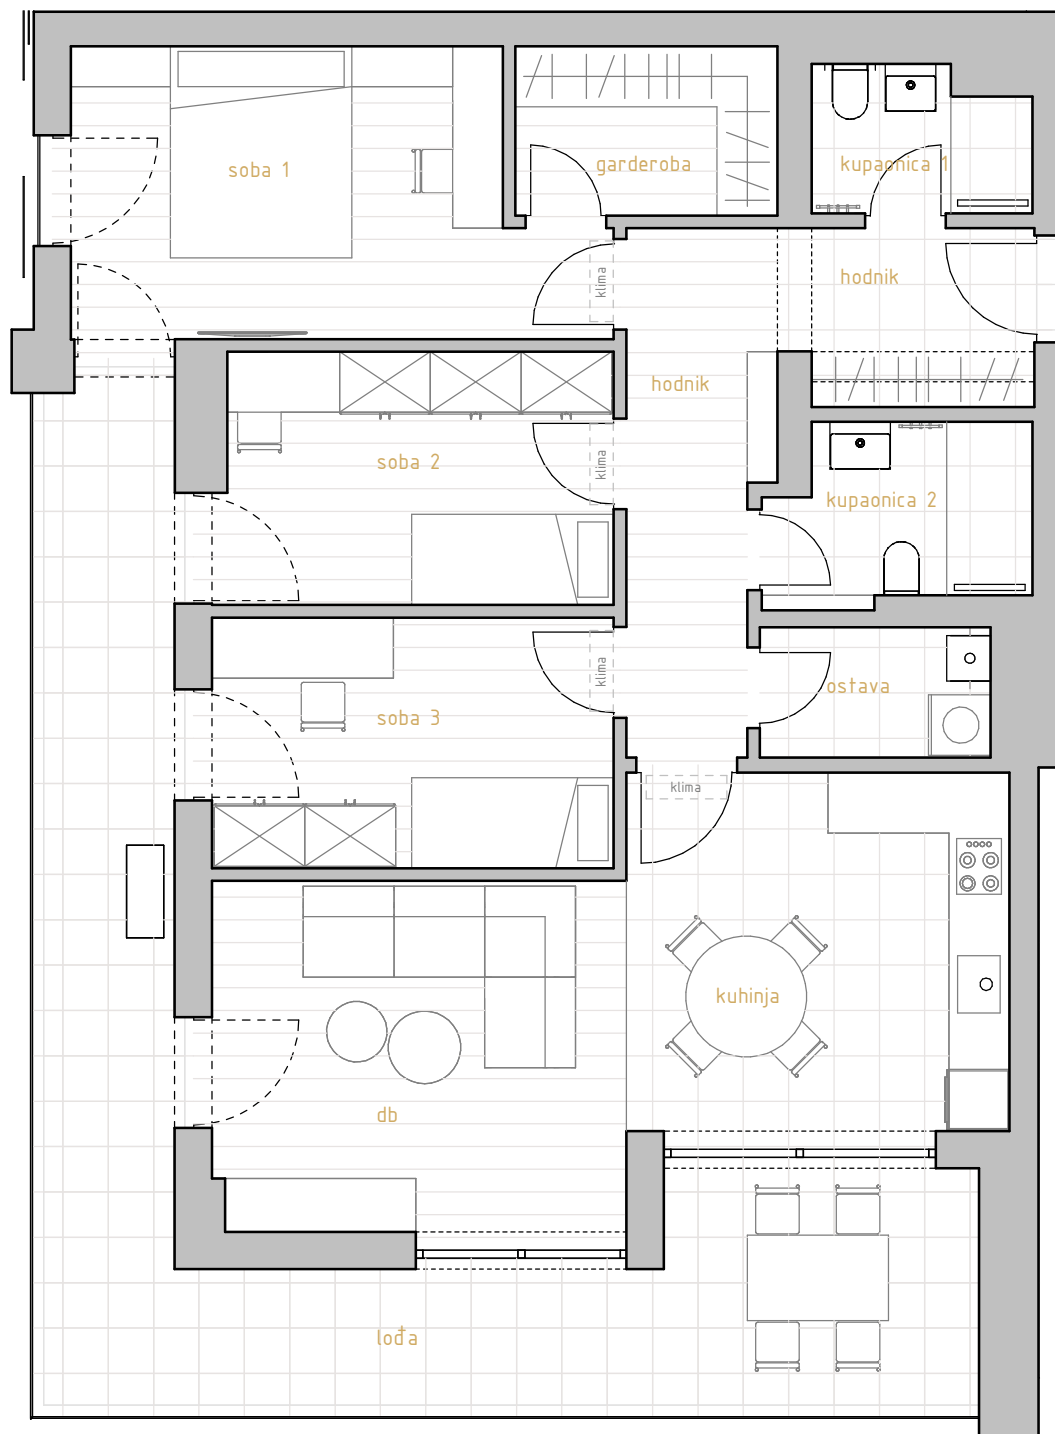 soba 1
garderoba
kupaonica 1
klima
hodnik
hodnik
soba 2
klima
kupaonica 2
soba 3
klima
ostava
klima
kuhinja
db
lođa